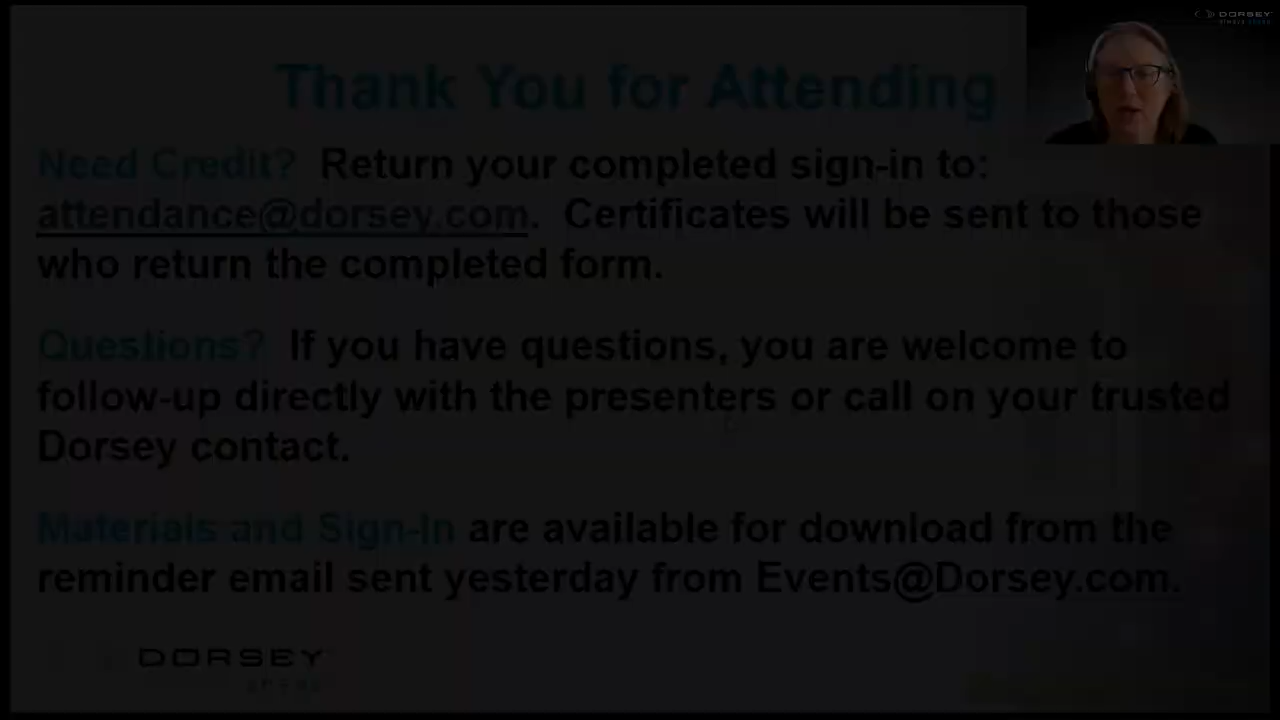 DORSEY
Thank You for Attending
Need Credit? Return your completed sign-in to:
attendance@dorsey.com. Certificates will be sent to those
who return the completed form.
Questions? If you have questions, you are welcome to
follow-up directly with the presenters or call on your trusted
Dorsey contact.
Materials and Sign-In are available for download from the
reminder email sent yesterday from Events@Dorsey.com.
DORSEY